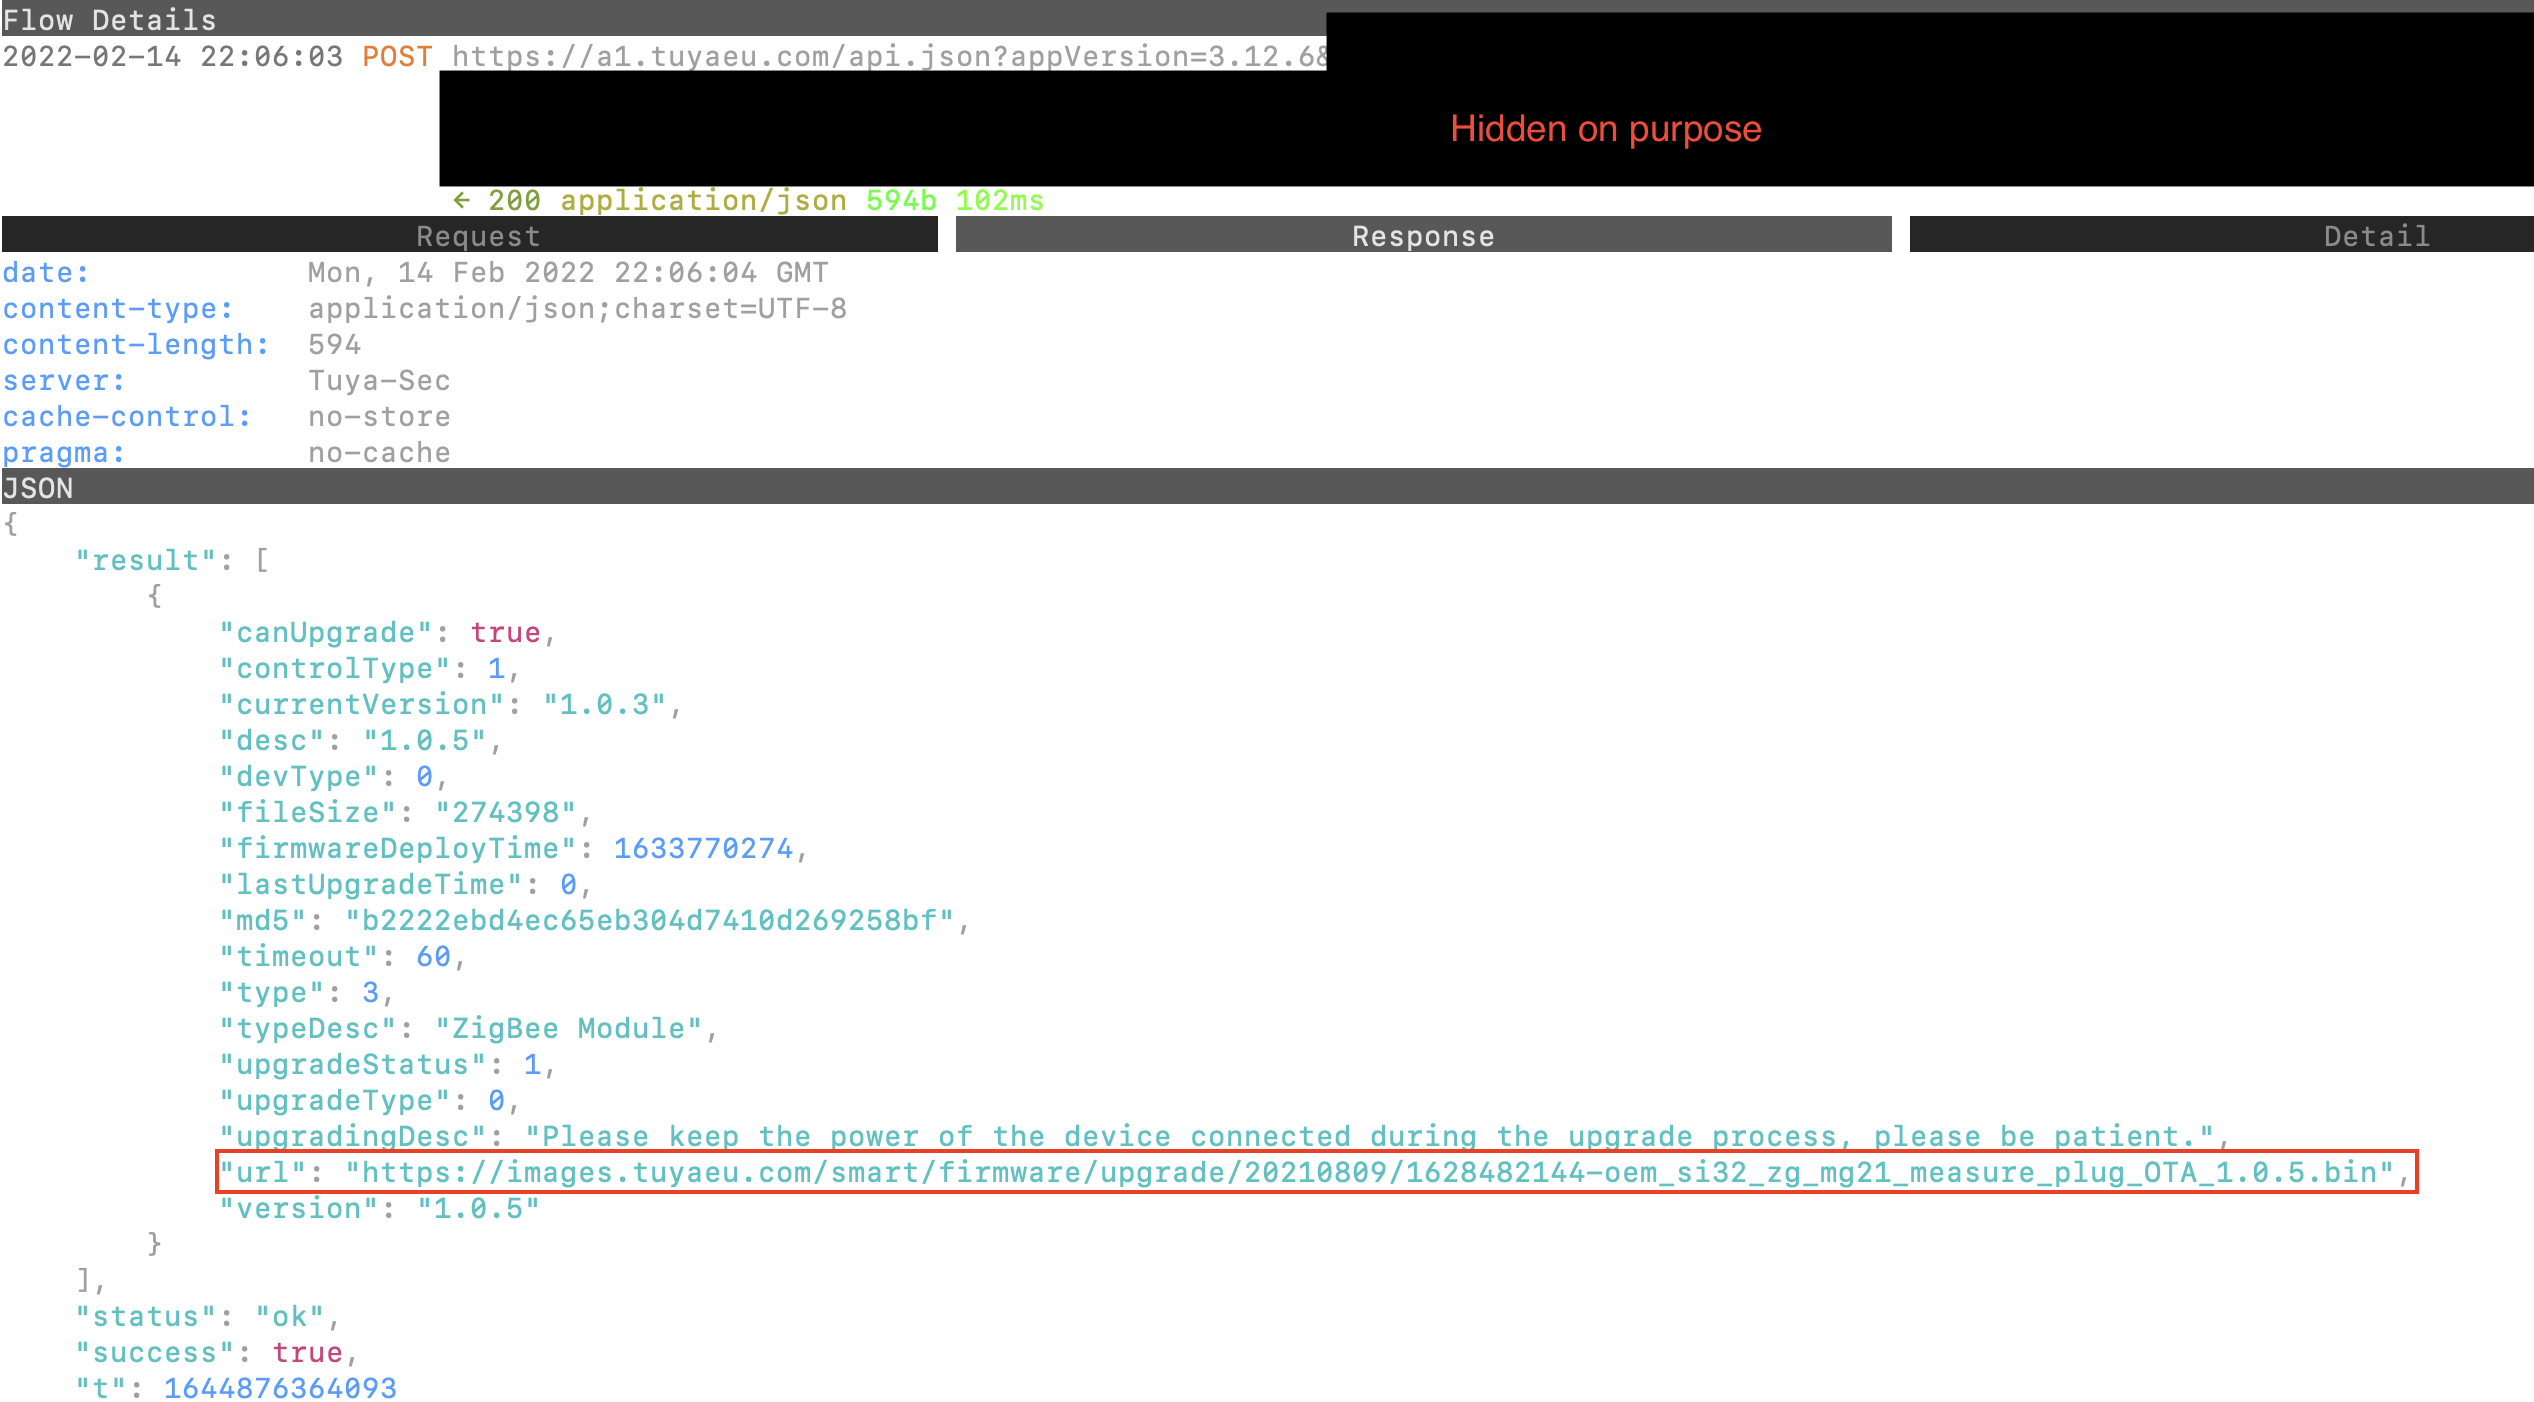 Flow Details
2022-02-14 22:06:03 POST https://a1.tuyaeu.com/api.json?appVersion=3.12.6&
Hidden on purpose
← 200 application/json 594b 102ms
Request Response Detail
date: Mon, 14 Feb 2022 22:06:04 GMT
content-type: application/json;charset=UTF-8
content-length: 594
server: Tuya-Sec
cache-control: no-store
pragma: no-cache
JSON
{
    "result": [
        {
            "canUpgrade": true,
            "controlType": 1,
            "currentVersion": "1.0.3",
            "desc": "1.0.5",
            "devType": 0,
            "fileSize": "274398",
            "firmwareDeployTime": 1633770274,
            "lastUpgradeTime": 0,
            "md5": "b2222ebd4ec65eb304d7410d269258bf",
            "timeout": 60,
            "type": 3,
            "typeDesc": "ZigBee Module",
            "upgradeStatus": 1,
            "upgradeType": 0,
            "upgradingDesc": "Please keep the power of the device connected during the upgrade process, please be patient.",
            "url": "https://images.tuyaeu.com/smart/firmware/upgrade/20210809/1628482144-oem_si32_zg_mg21_measure_plug_OTA_1.0.5.bin",
            "version": "1.0.5"
        }
    ],
    "status": "ok",
    "success": true,
    "t": 1644876364093